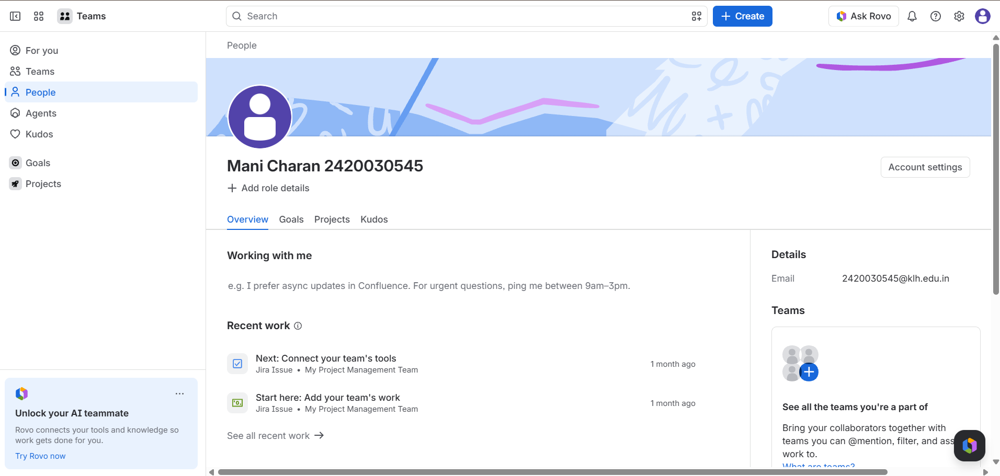 Teams
Search
Create
Ask Rovo
For you
Teams
People
Agents
Kudos
Goals
Projects
Unlock your AI teammate
Rovo connects your tools and knowledge so
work gets done for you.
Try Rovo now
People
Mani Charan 2420030545
Add role details
Account settings
Overview Goals Projects Kudos
Working with me
e.g. I prefer async updates in Confluence. For urgent questions, ping me between 9am–3pm.
Recent work
Next: Connect your team's tools
Jira Issue • My Project Management Team
1 month ago
Start here: Add your team's work
Jira Issue • My Project Management Team
1 month ago
See all recent work
Details
Email 2420030545@klh.edu.in
Teams
See all the teams you're a part of
Bring your collaborators together with
teams you can @mention, filter, and ass
work to.
What are teams?